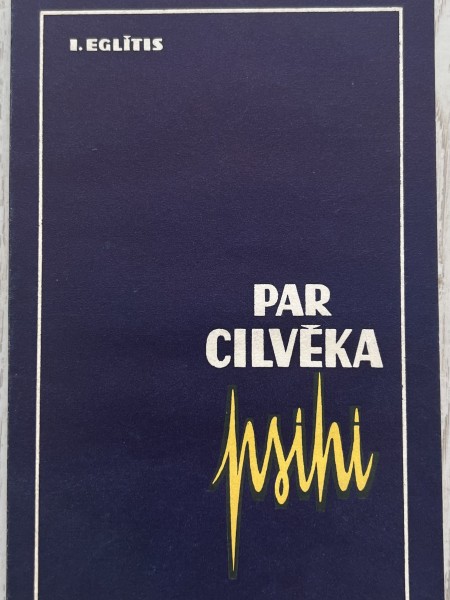 I. EGLĪTIS
PAR
CILVĒKA
psihi